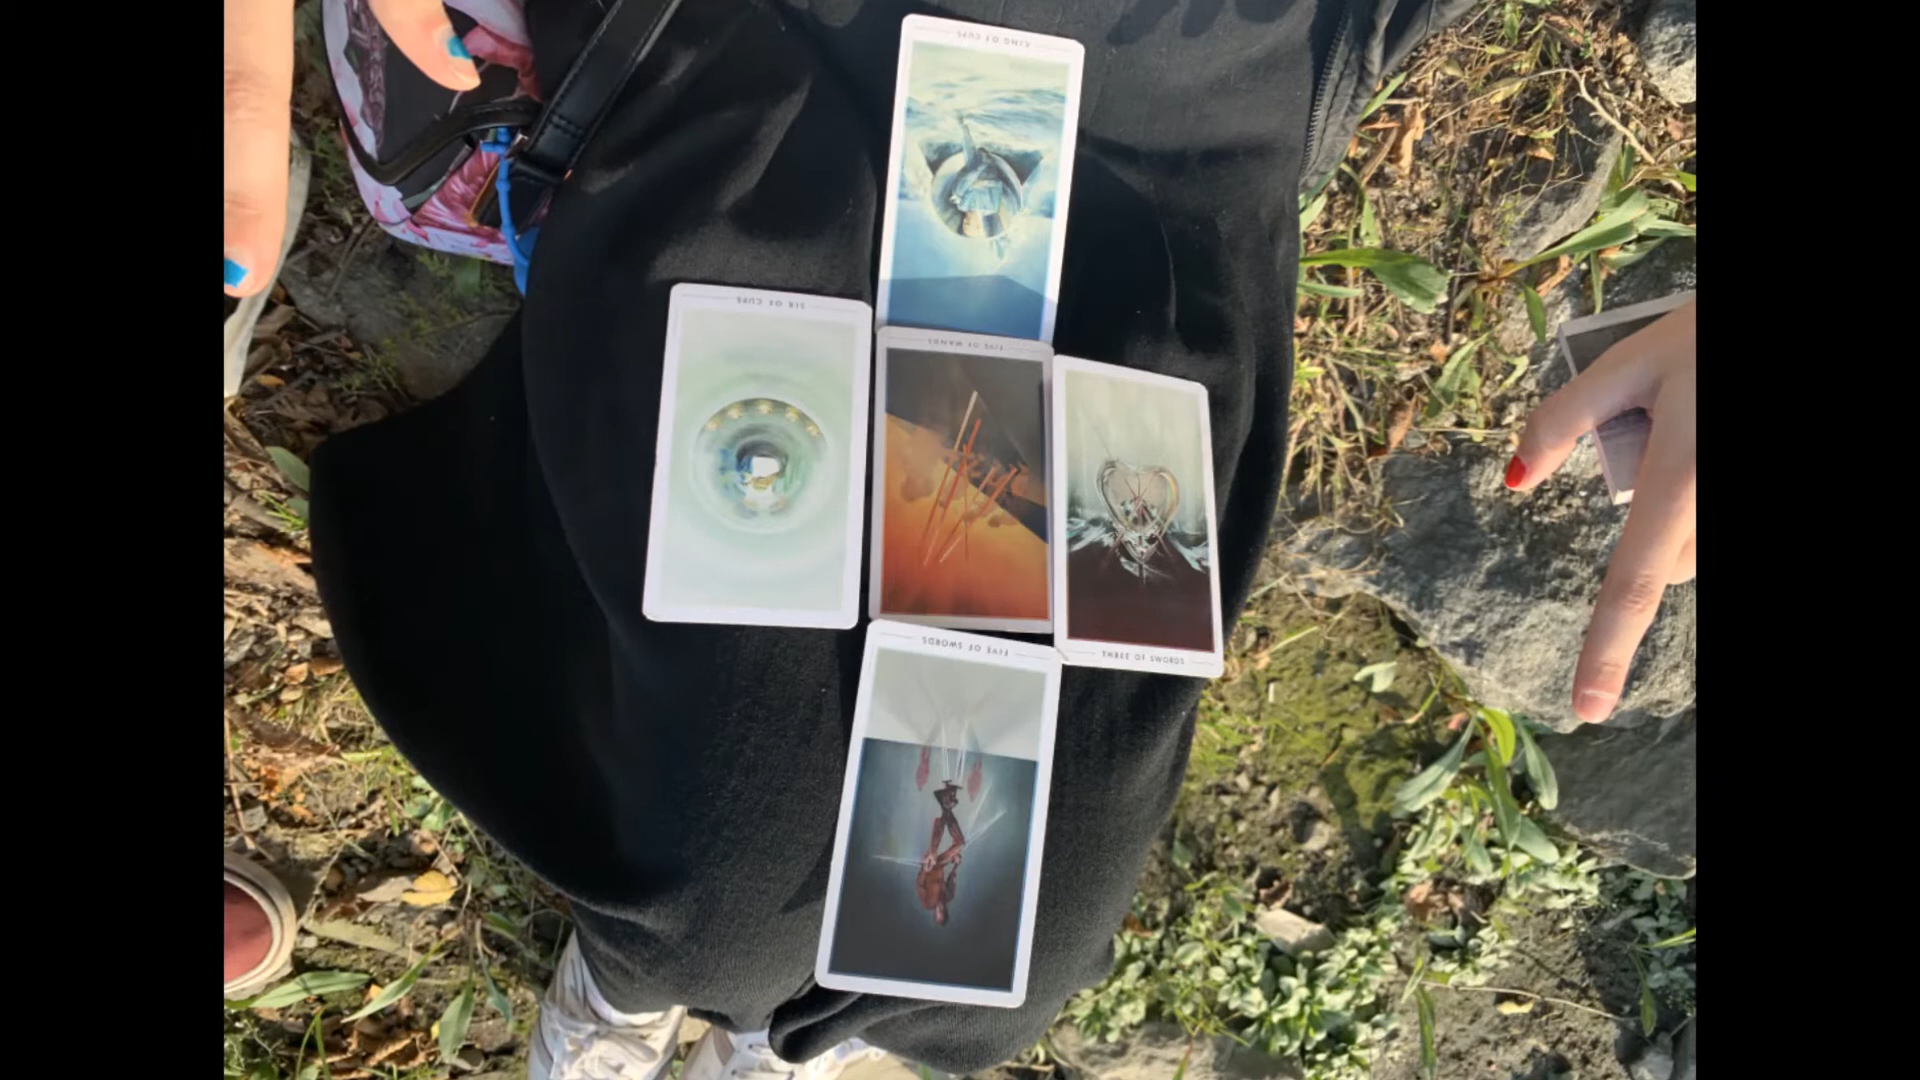 KING OF CUPS
SIX OF CUPS
FIVE OF WANDS
THREE OF SWORDS
FIVE OF SWORDS